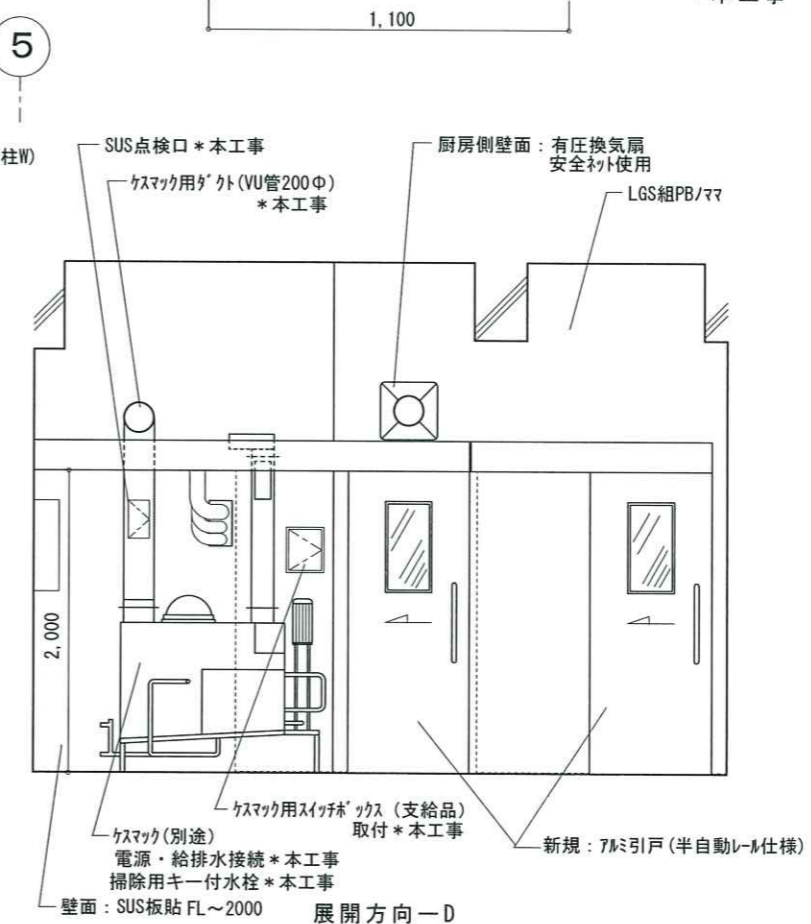 1,100
5
柱W)
SUS点検口＊本工事
ｹｽﾏｯｸ用ﾀﾞｸﾄ(VU管200Φ)
＊本工事
厨房側壁面：有圧換気扇
安全ﾈｯﾄ使用
LGS組PBﾉﾏﾏ
2,000
ｹｽﾏｯｸ用ｽｲｯﾁﾎﾞｯｸｽ（支給品）
取付＊本工事
ｹｽﾏｯｸ(別途)
電源・給排水接続＊本工事
掃除用キー付水栓＊本工事
新規：ｱﾙﾐ引戸(半自動ﾚｰﾙ仕様)
壁面：SUS板貼 FL～2000
展開方向－D